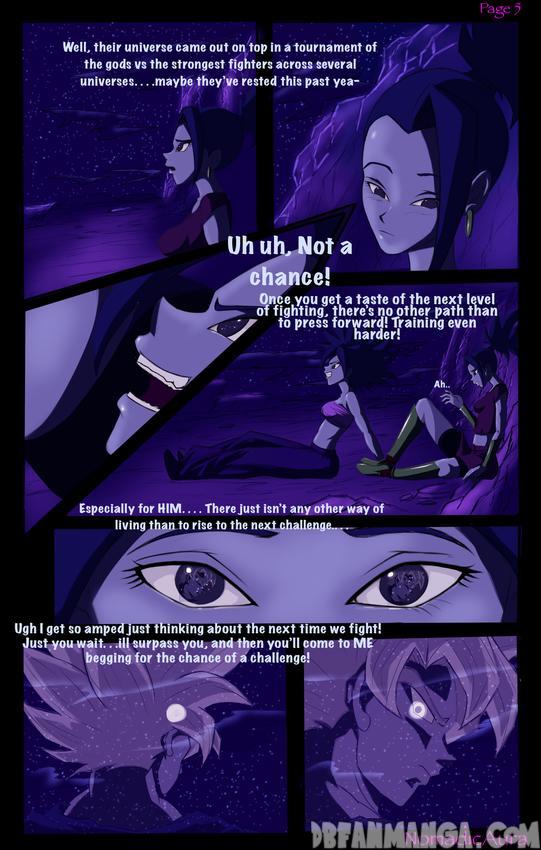 Page 5
Well, their universe came out on top in a tournament of
the gods vs the strongest fighters across several
universes. . . .maybe they've rested this past yea-
Uh uh, Not a
chance!
Once you get a taste of the next level
of fighting, there's no other path than
to press forward! Training even
harder!
Ah..
Especially for HIM. . . . There just isn't any other way of
living than to rise to the next challenge.. . .
Ugh I get so amped just thinking about the next time we fight!
Just you wait. . .ill surpass you, and then you'll come to ME
begging for the chance of a challenge!
DBFANMANGA.COM
NomadicAura